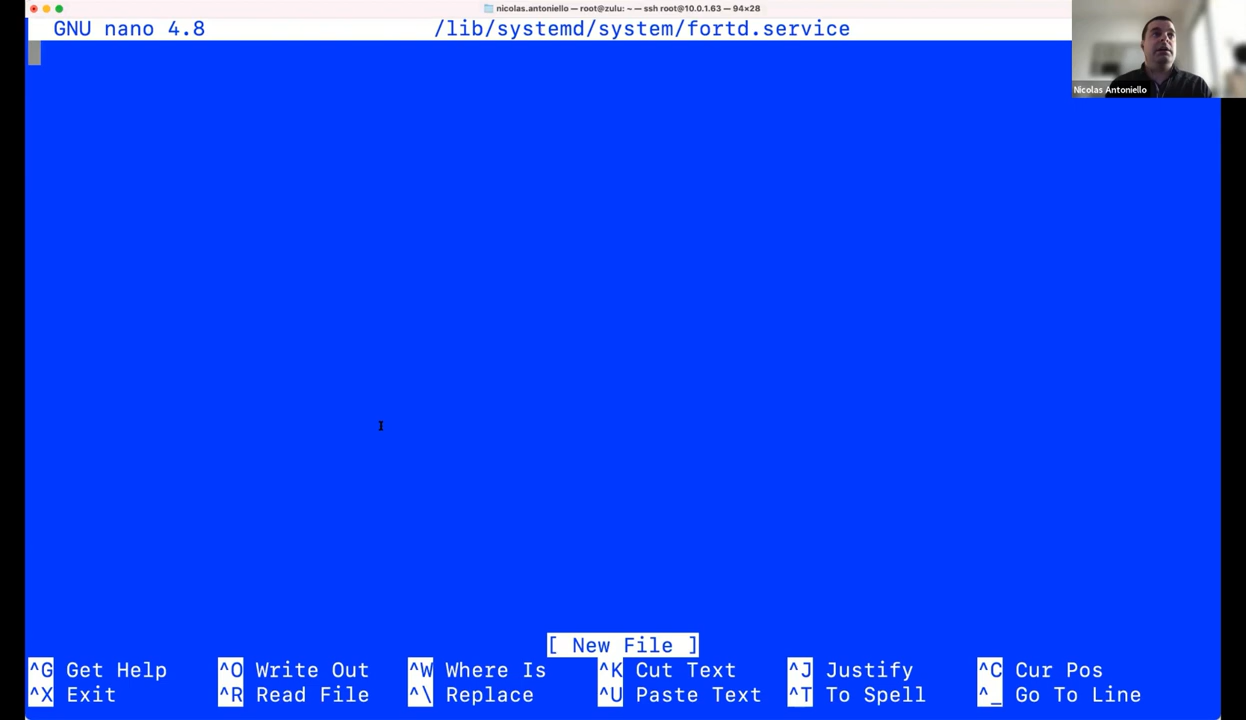 nicolas.antoniello — root@zulu: ~ — ssh root@10.0.1.63 — 94×28
GNU nano 4.8 /lib/systemd/system/fortd.service
Nicolas Antoniello
[ New File ]
^G Get Help ^O Write Out ^W Where Is ^K Cut Text ^J Justify ^C Cur Pos
^X Exit ^R Read File ^\ Replace ^U Paste Text ^T To Spell ^_ Go To Line